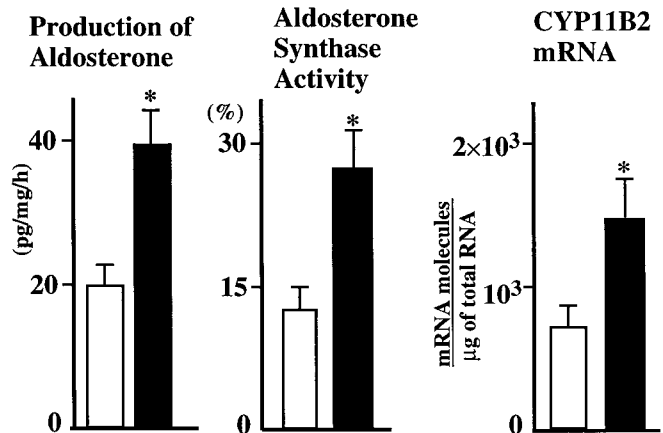 Production of
Aldosterone
(pg/mg/h)
40
20
0
*
Aldosterone
Synthase
Activity
(%)
30
15
0
*
CYP11B2
mRNA
mRNA molecules
μg of total RNA
2×10³
10³
0
*